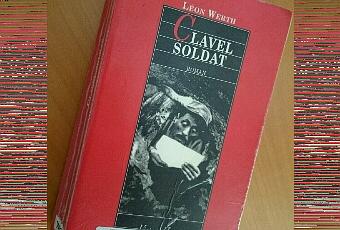 LÉON WERTH
CLAVEL
SOLDAT
ROMAN